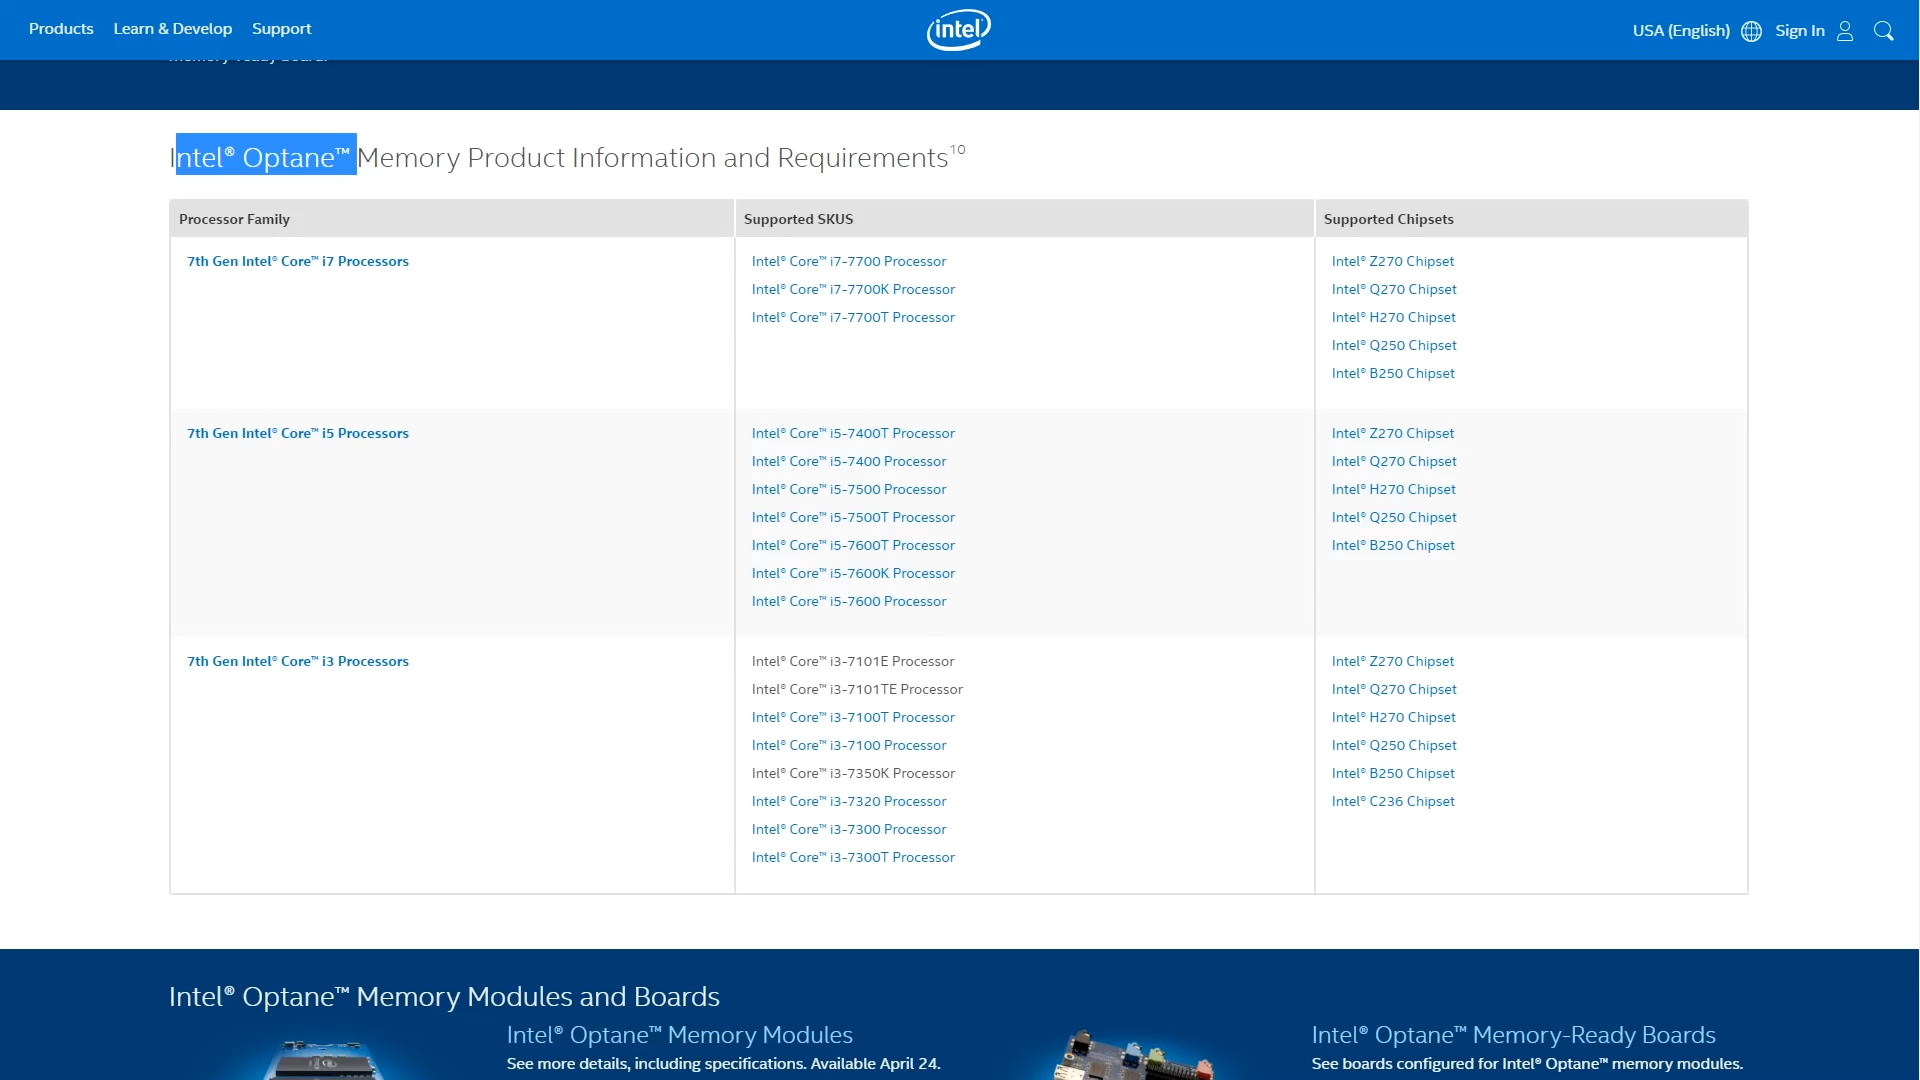 Products Learn & Develop Support intel USA (English) Sign In
memory-ready board.
Intel® Optane™ Memory Product Information and Requirements¹⁰
Processor Family Supported SKUS Supported Chipsets
7th Gen Intel® Core™ i7 Processors Intel® Core™ i7-7700 Processor Intel® Z270 Chipset
Intel® Core™ i7-7700K Processor Intel® Q270 Chipset
Intel® Core™ i7-7700T Processor Intel® H270 Chipset
Intel® Q250 Chipset
Intel® B250 Chipset
7th Gen Intel® Core™ i5 Processors Intel® Core™ i5-7400T Processor Intel® Z270 Chipset
Intel® Core™ i5-7400 Processor Intel® Q270 Chipset
Intel® Core™ i5-7500 Processor Intel® H270 Chipset
Intel® Core™ i5-7500T Processor Intel® Q250 Chipset
Intel® Core™ i5-7600T Processor Intel® B250 Chipset
Intel® Core™ i5-7600K Processor
Intel® Core™ i5-7600 Processor
7th Gen Intel® Core™ i3 Processors Intel® Core™ i3-7101E Processor Intel® Z270 Chipset
Intel® Core™ i3-7101TE Processor Intel® Q270 Chipset
Intel® Core™ i3-7100T Processor Intel® H270 Chipset
Intel® Core™ i3-7100 Processor Intel® Q250 Chipset
Intel® Core™ i3-7350K Processor Intel® B250 Chipset
Intel® Core™ i3-7320 Processor Intel® C236 Chipset
Intel® Core™ i3-7300 Processor
Intel® Core™ i3-7300T Processor
Intel® Optane™ Memory Modules and Boards
Intel® Optane™ Memory Modules Intel® Optane™ Memory-Ready Boards
See more details, including specifications. Available April 24. See boards configured for Intel® Optane™ memory modules.